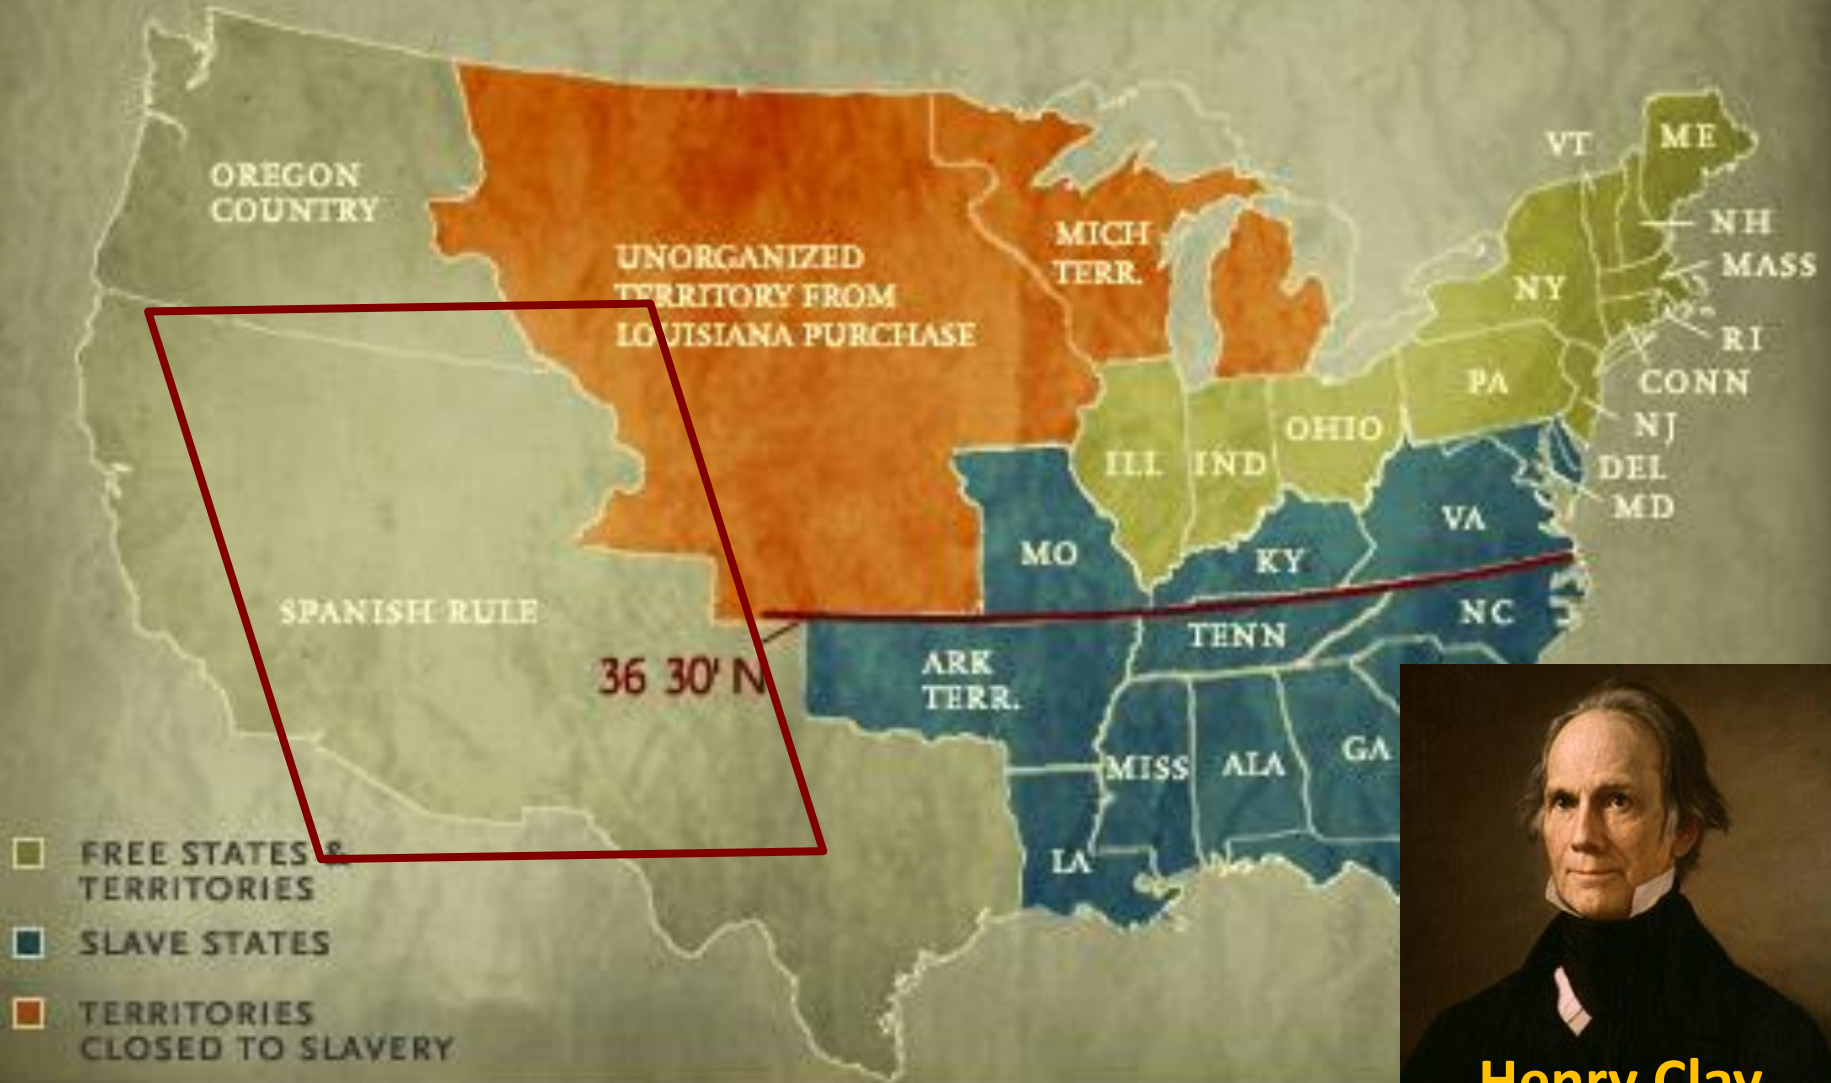 OREGON
COUNTRY
UNORGANIZED
TERRITORY FROM
LOUISIANA PURCHASE
MICH
TERR.
VT
ME
NH
MASS
NY
RI
CONN
PA
NJ
DEL
MD
OHIO
ILL
IND
VA
MO
KY
SPANISH RULE
NC
TENN
36 30' N
ARK
TERR.
MISS
ALA
GA
LA
FREE STATES &
TERRITORIES
SLAVE STATES
TERRITORIES
CLOSED TO SLAVERY
Henry Clay